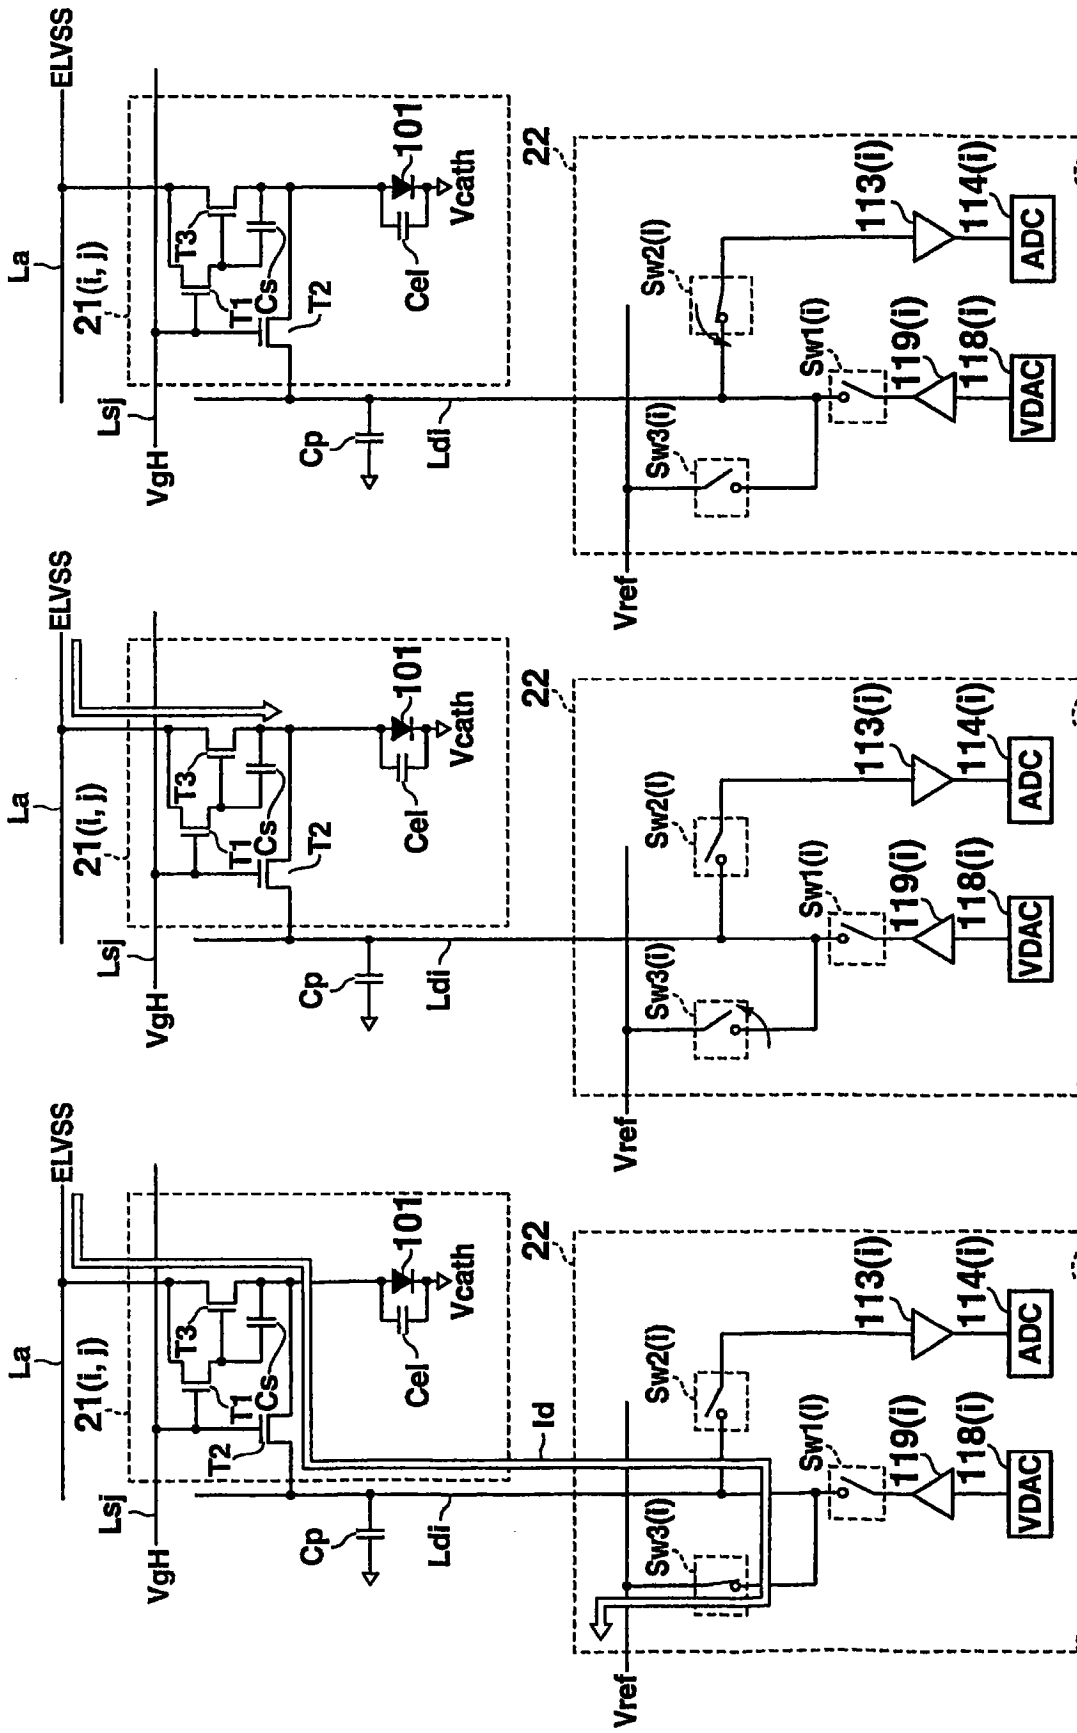 La
ELVSS
Lsj
VgH
21(i, j)
T3
T1
Cs
T2
101
Cel
Vcath
Cp
Ldi
22
Vref
Sw3(i)
Sw2(i)
Sw1(i)
113(i)
119(i)
114(i)
118(i)
ADC
VDAC
La
ELVSS
Lsj
VgH
21(i, j)
T3
T1
Cs
T2
101
Cel
Vcath
Cp
Ldi
22
Vref
Sw3(i)
Sw2(i)
Sw1(i)
113(i)
119(i)
114(i)
118(i)
ADC
VDAC
La
ELVSS
Lsj
VgH
21(i, j)
T3
T1
Cs
T2
101
Cel
Vcath
Cp
Ldi
Id
22
Vref
Sw3(i)
Sw2(i)
Sw1(i)
113(i)
119(i)
114(i)
118(i)
ADC
VDAC